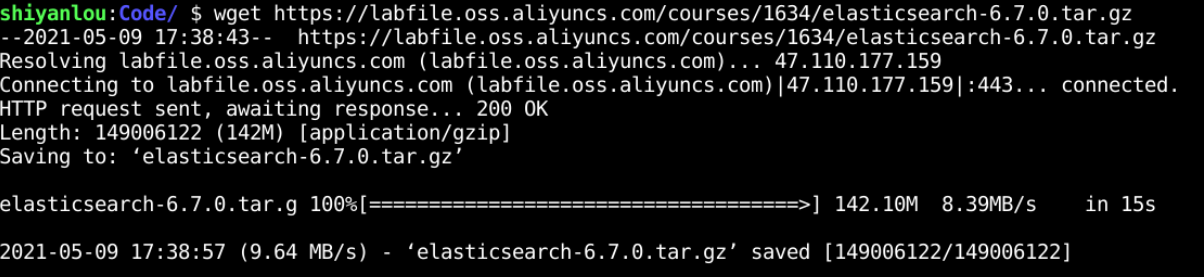 shiyanlou:Code/ $ wget https://labfile.oss.aliyuncs.com/courses/1634/elasticsearch-6.7.0.tar.gz
--2021-05-09 17:38:43--  https://labfile.oss.aliyuncs.com/courses/1634/elasticsearch-6.7.0.tar.gz
Resolving labfile.oss.aliyuncs.com (labfile.oss.aliyuncs.com)... 47.110.177.159
Connecting to labfile.oss.aliyuncs.com (labfile.oss.aliyuncs.com)|47.110.177.159|:443... connected.
HTTP request sent, awaiting response... 200 OK
Length: 149006122 (142M) [application/gzip]
Saving to: ‘elasticsearch-6.7.0.tar.gz’
elasticsearch-6.7.0.tar.g 100%[===================================>] 142.10M  8.39MB/s    in 15s
2021-05-09 17:38:57 (9.64 MB/s) - ‘elasticsearch-6.7.0.tar.gz’ saved [149006122/149006122]